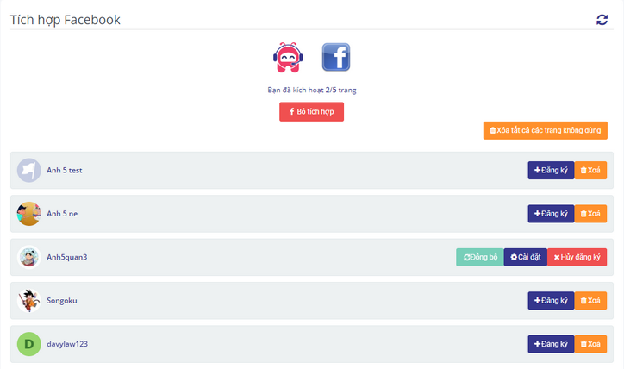 Tích hợp Facebook
Bạn đã kích hoạt 2/5 trang
Bỏ tích hợp
Xóa tất cả các trang không dùng
Anh 5 test
Đăng ký
Xoá
Anh 5 ne
Đăng ký
Xoá
Anh5quan3
Đồng bộ
Cài đặt
Hủy đăng ký
Songoku
Đăng ký
Xoá
D
davylaw123
Đăng ký
Xoá